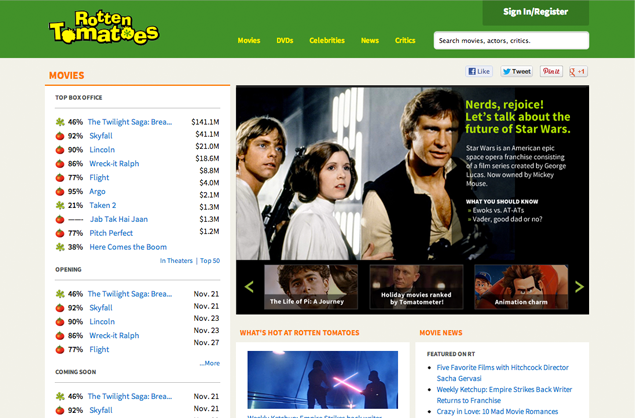 Rotten
Tomatoes
Sign In/Register
Movies DVDs Celebrities News Critics
Search movies, actors, critics.
MOVIES
Like Tweet Pin it +1
TOP BOX OFFICE
46% The Twilight Saga: Brea... $141.1M
92% Skyfall $41.1M
90% Lincoln $21.0M
86% Wreck-it Ralph $18.6M
77% Flight $8.8M
95% Argo $4.0M
21% Taken 2 $2.1M
------ Jab Tak Hai Jaan $1.3M
77% Pitch Perfect $1.3M
38% Here Comes the Boom $1.2M
In Theaters | Top 50
OPENING
46% The Twilight Saga: Brea... Nov. 21
92% Skyfall Nov. 21
90% Lincoln Nov. 23
86% Wreck-it Ralph Nov. 23
77% Flight Nov. 27
...More
COMING SOON
46% The Twilight Saga: Brea... Nov. 21
92% Skyfall Nov. 21
Nerds, rejoice!
Let's talk about the
future of Star Wars.
Star Wars is an American epic
space opera franchise consisting
of a film series created by George
Lucas. Now owned by Mickey
Mouse.
WHAT YOU SHOULD KNOW
» Ewoks vs. AT-ATs
» Vader, good dad or no?
The Life of Pi: A Journey
Holiday movies ranked
by Tomatometer!
Animation charm
WHAT'S HOT AT ROTTEN TOMATOES
Weekly Ketchup: Empire Strikes Back writer
MOVIE NEWS
FEATURED ON RT
• Five Favorite Films with Hitchcock Director
Sacha Gervasi
• Weekly Ketchup: Empire Strikes Back Writer
Returns to Franchise
• Crazy in Love: 10 Mad Movie Romances